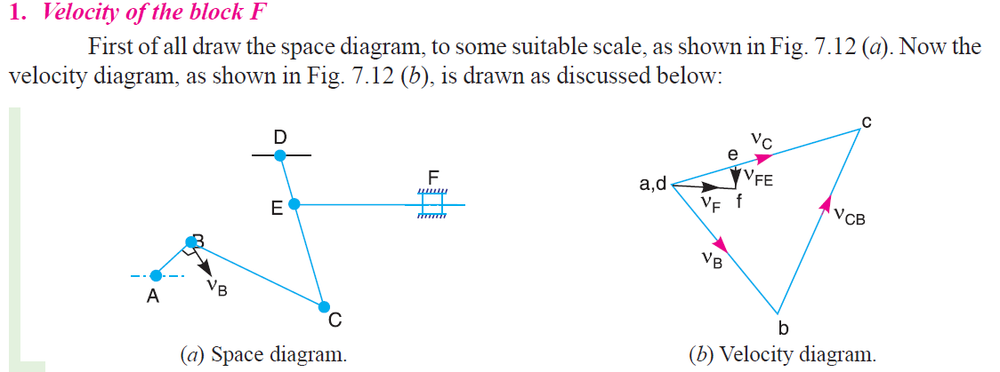 1. Velocity of the block F
First of all draw the space diagram, to some suitable scale, as shown in Fig. 7.12 (a). Now the
velocity diagram, as shown in Fig. 7.12 (b), is drawn as discussed below:
D
F
E
B
A
vB
C
(a) Space diagram.
c
vC
e
vFE
a,d
vF f
vCB
vB
b
(b) Velocity diagram.